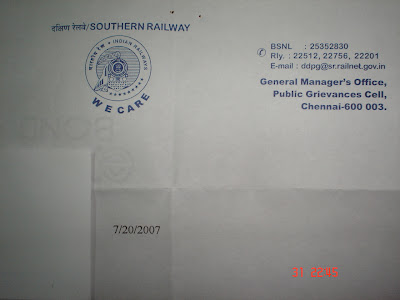 दक्षिण रेलवे/SOUTHERN RAILWAY
भारतीय रेल
INDIAN RAILWAYS
WE CARE
BSNL : 25352830
Rly. : 22512, 22756, 22201
E-mail : ddpg@sr.railnet.gov.in
General Manager's Office,
Public Grievances Cell,
Chennai-600 003.
7/20/2007